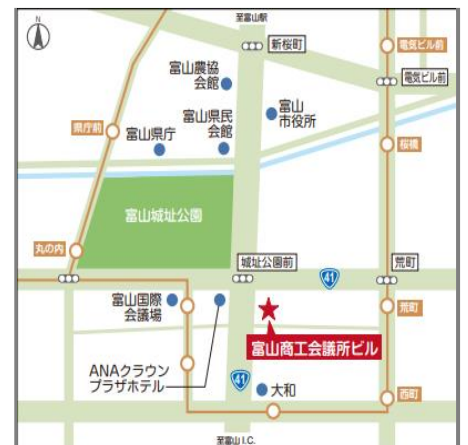 至富山駅
新桜町
電気ビル前
富山農協
会館
電気ビル前
富山
市役所
富山県民
会館
県庁前
富山県庁
桜橋
富山城址公園
丸の内
城址公園前
荒町
41
富山国際
会議場
荒町
富山商工会議所ビル
ANAクラウン
プラザホテル
41
大和
西町
至富山 I.C.